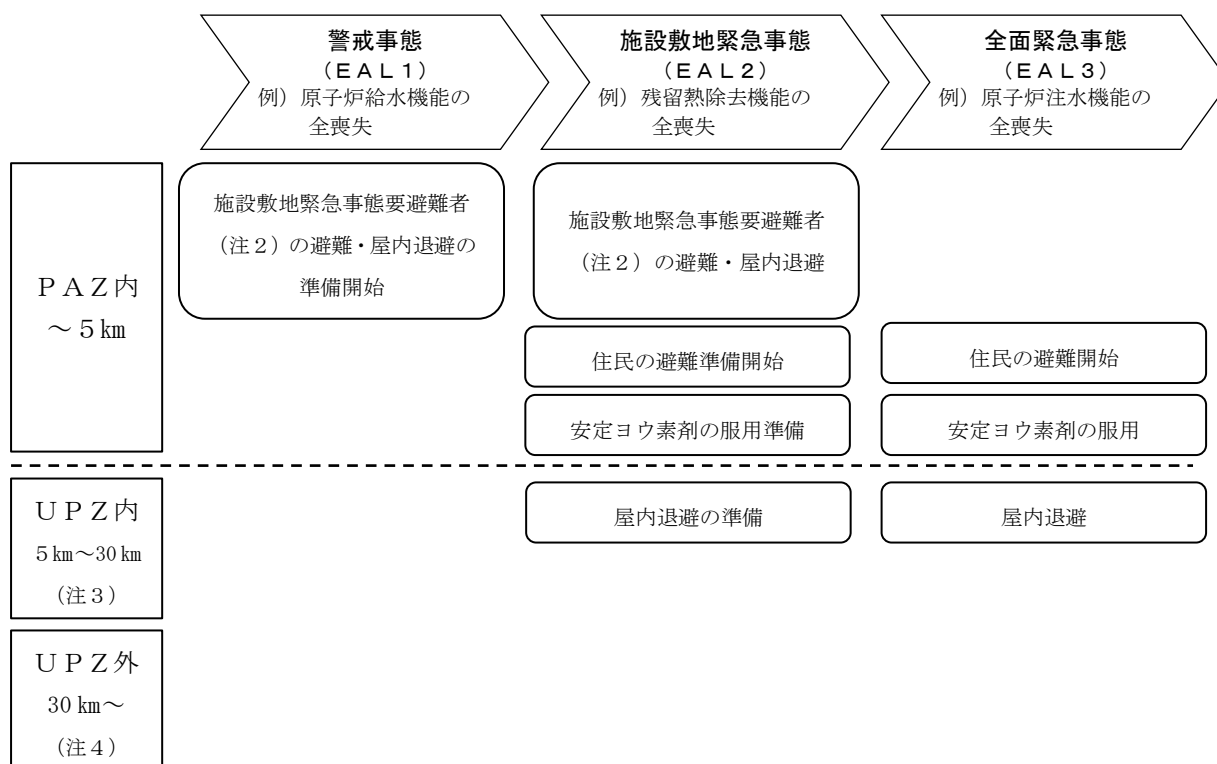 警戒事態
（ＥＡＬ１）
例）原子炉給水機能の
全喪失
施設敷地緊急事態
（ＥＡＬ２）
例）残留熱除去機能の
全喪失
全面緊急事態
（ＥＡＬ３）
例）原子炉注水機能の
全喪失
ＰＡＺ内
～５㎞
施設敷地緊急事態要避難者
（注２）の避難・屋内退避の
準備開始
施設敷地緊急事態要避難者
（注２）の避難・屋内退避
住民の避難準備開始
住民の避難開始
安定ヨウ素剤の服用準備
安定ヨウ素剤の服用
ＵＰＺ内
５㎞～30㎞
（注３）
屋内退避の準備
屋内退避
ＵＰＺ外
30㎞～
（注４）